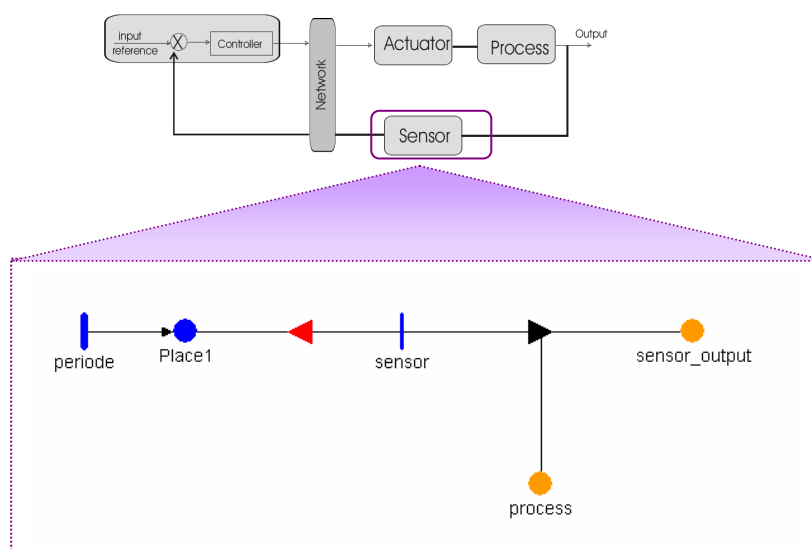 input
reference
X
Controller
Network
Actuator
Process
Output
Sensor
periode
Place1
sensor
sensor_output
process